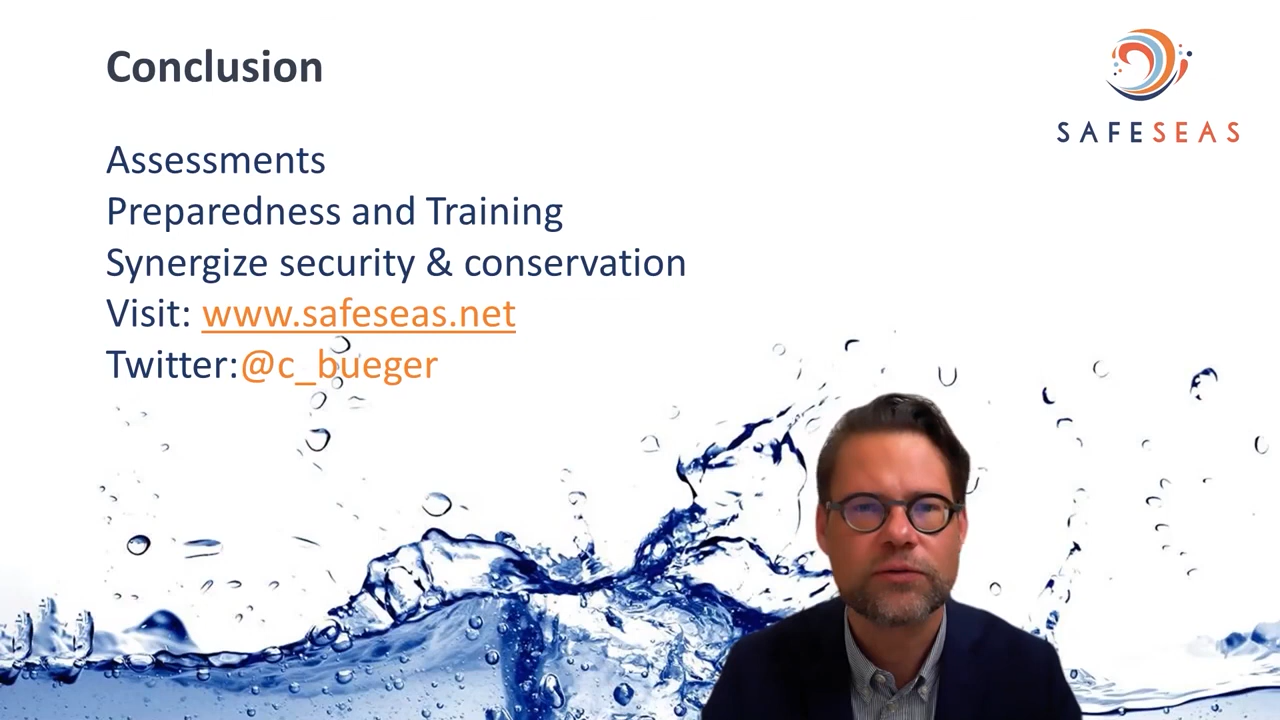 Conclusion
SAFESEAS
Assessments
Preparedness and Training
Synergize security & conservation
Visit: www.safeseas.net
Twitter:@c_bueger